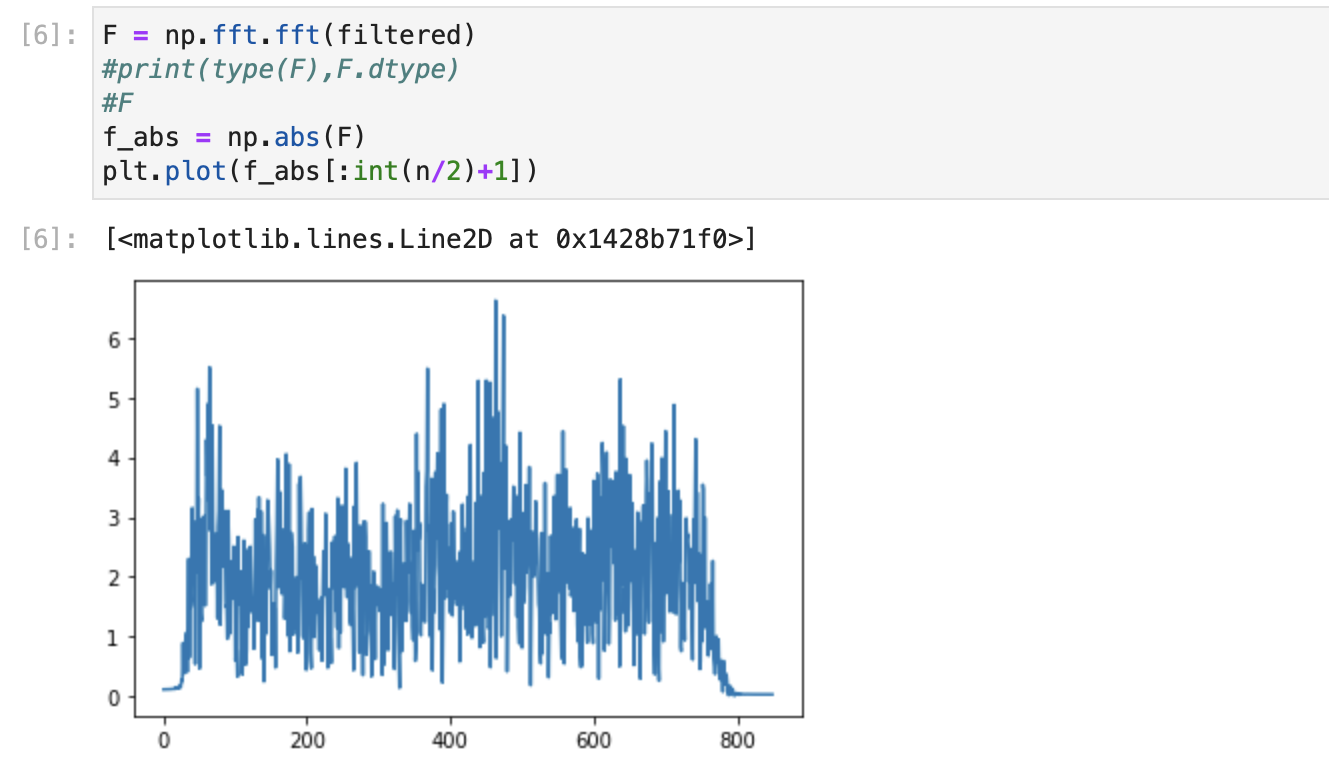 [6]: F = np.fft.fft(filtered)
#print(type(F),F.dtype)
#F
f_abs = np.abs(F)
plt.plot(f_abs[:int(n/2)+1])
[6]: [<matplotlib.lines.Line2D at 0x1428b71f0>]
6
5
4
3
2
1
0
0 200 400 600 800